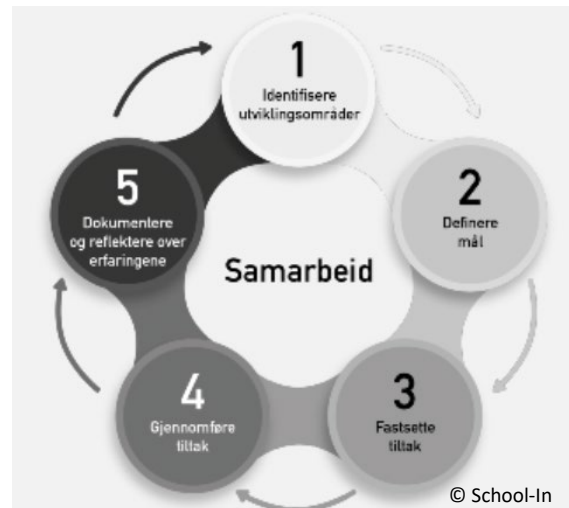 1
Identifisere
utviklingsområder
2
Definere
mål
3
Fastsette
tiltak
4
Gjennomføre
tiltak
5
Dokumentere
og reflektere over
erfaringene
Samarbeid
© School-In